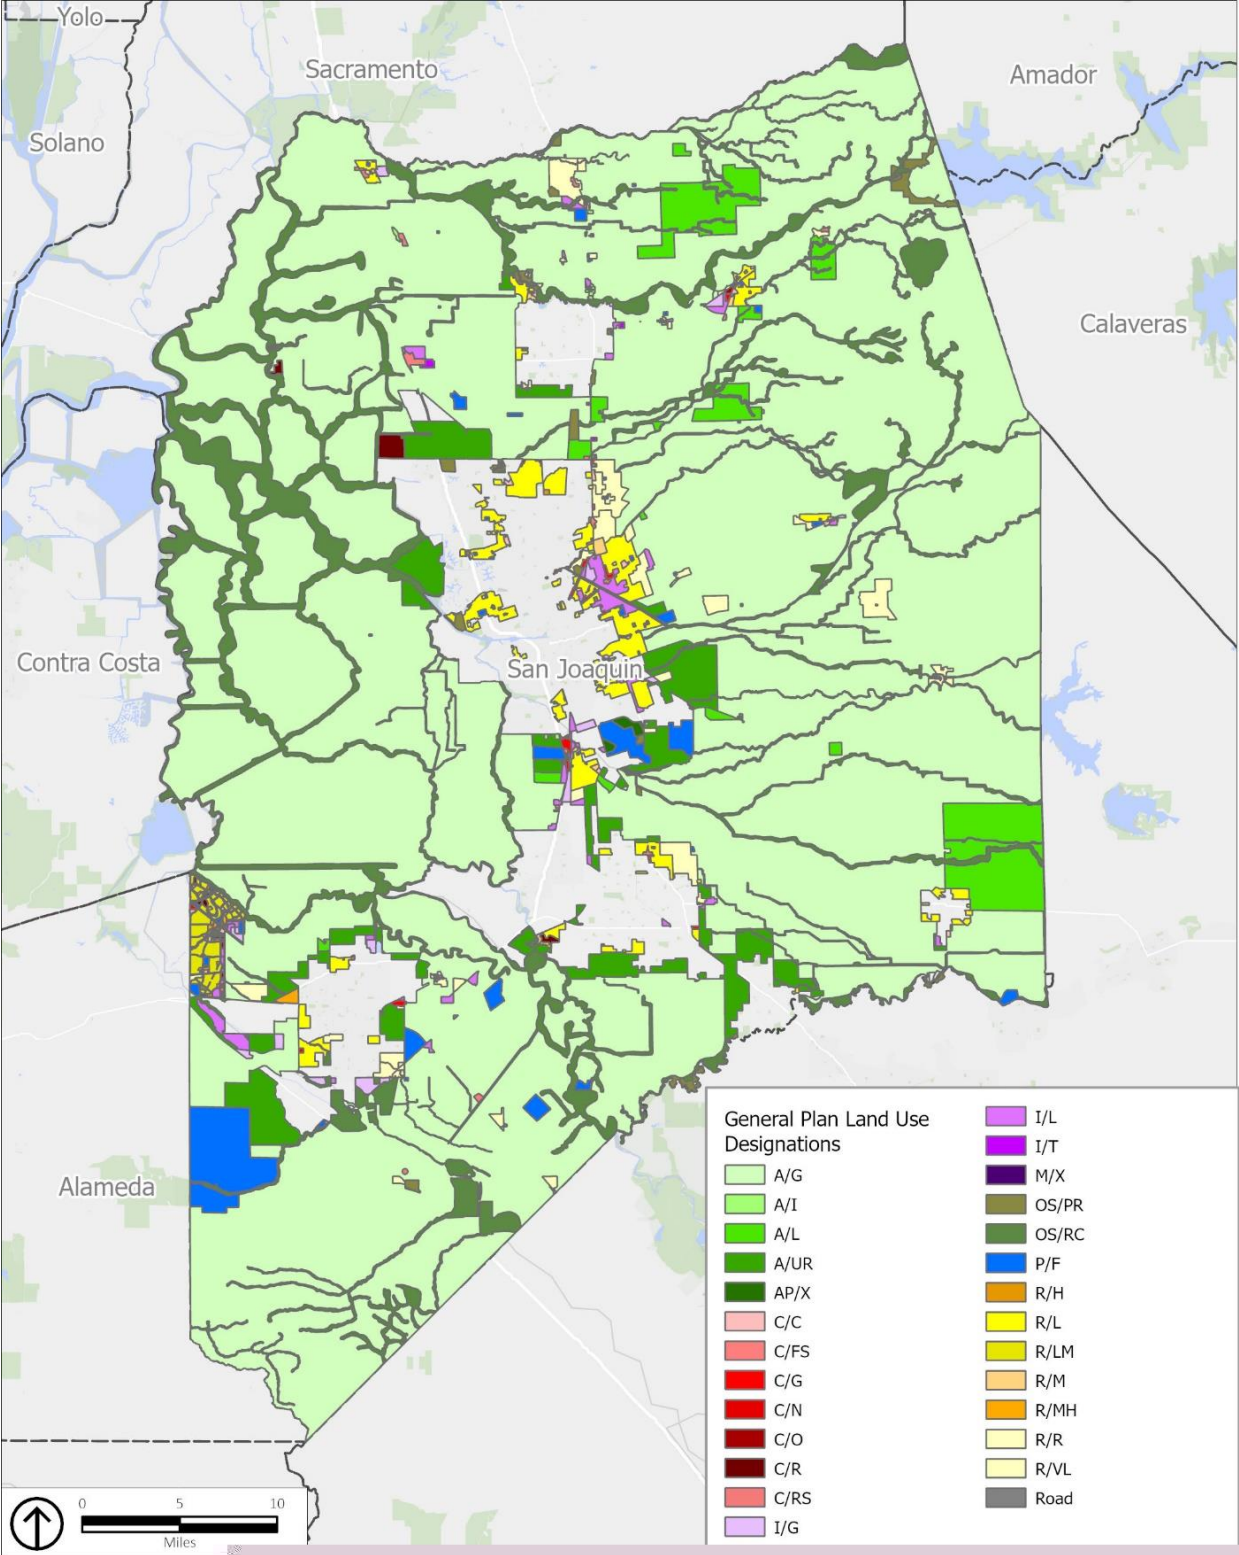 Yolo
Sacramento
Amador
Solano
Calaveras
Contra Costa
San Joaquin
Alameda
General Plan Land Use
Designations
A/G
A/I
A/L
A/UR
AP/X
C/C
C/FS
C/G
C/N
C/O
C/R
C/RS
I/G
I/L
I/T
M/X
OS/PR
OS/RC
P/F
R/H
R/L
R/LM
R/M
R/MH
R/R
R/VL
Road
0 5 10
Miles